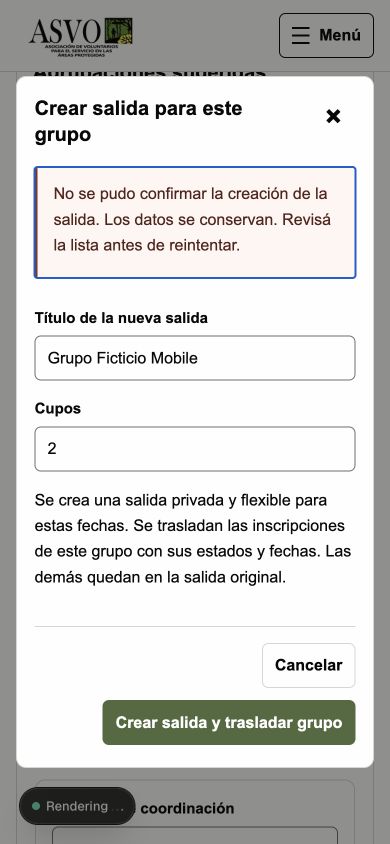 ASVO
ASOCIACIÓN DE VOLUNTARIOS
PARA EL SERVICIO EN LAS
ÁREAS PROTEGIDAS
Menú
Crear salida para este
grupo
No se pudo confirmar la creación de la
salida. Los datos se conservan. Revisá
la lista antes de reintentar.
Título de la nueva salida
Grupo Ficticio Mobile
Cupos
2
Se crea una salida privada y flexible para
estas fechas. Se trasladan las inscripciones
de este grupo con sus estados y fechas. Las
demás quedan en la salida original.
Cancelar
Crear salida y trasladar grupo
Rendering ...
coordinación